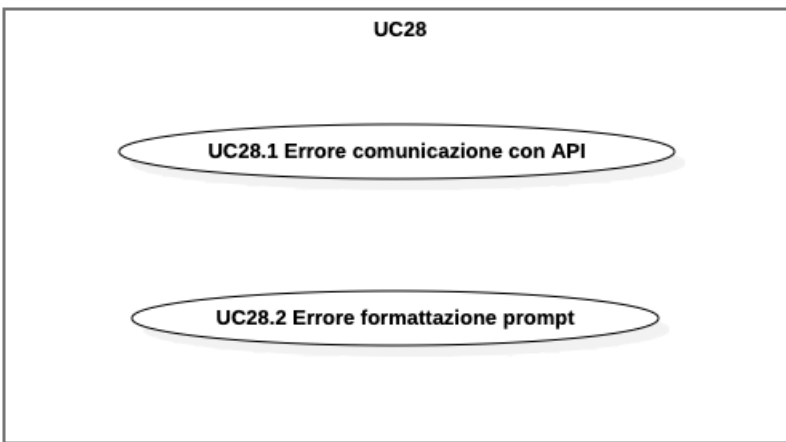 UC28
UC28.1 Errore comunicazione con API
UC28.2 Errore formattazione prompt